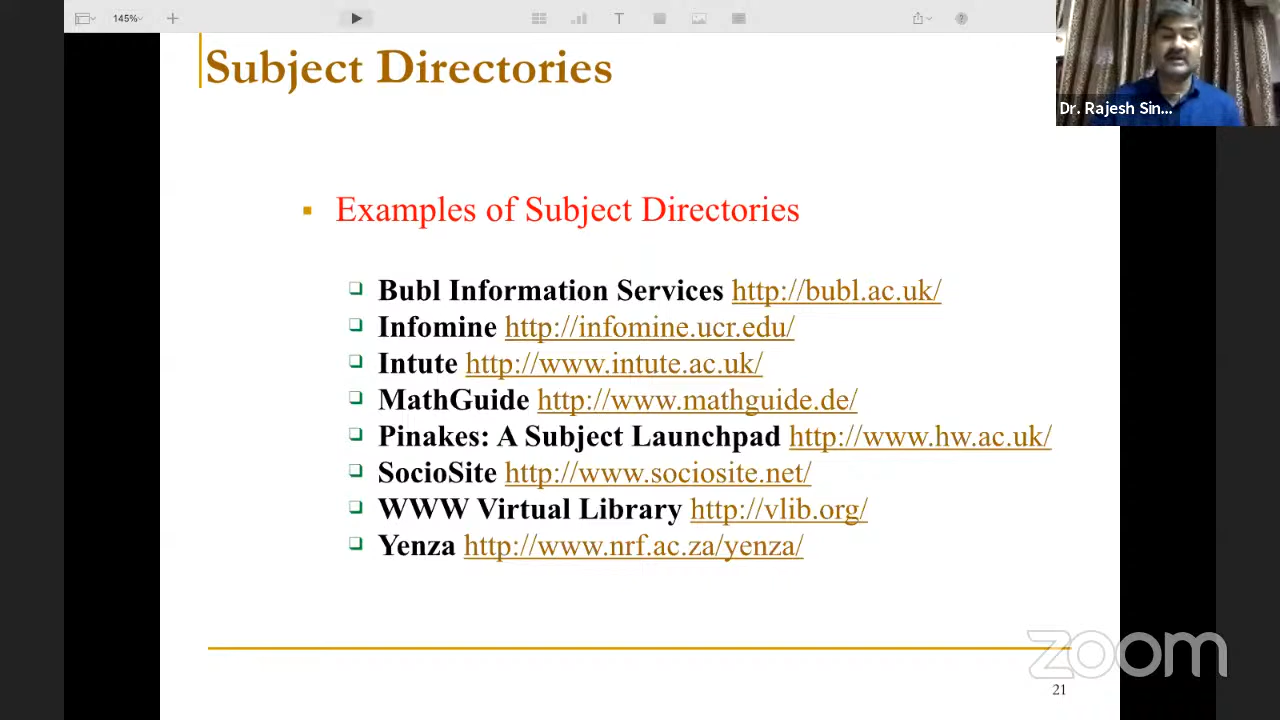 145%
T
?
Subject Directories
Dr. Rajesh Sin...
Examples of Subject Directories
Bubl Information Services http://bubl.ac.uk/
Infomine http://infomine.ucr.edu/
Intute http://www.intute.ac.uk/
MathGuide http://www.mathguide.de/
Pinakes: A Subject Launchpad http://www.hw.ac.uk/
SocioSite http://www.sociosite.net/
WWW Virtual Library http://vlib.org/
Yenza http://www.nrf.ac.za/yenza/
zoom
21